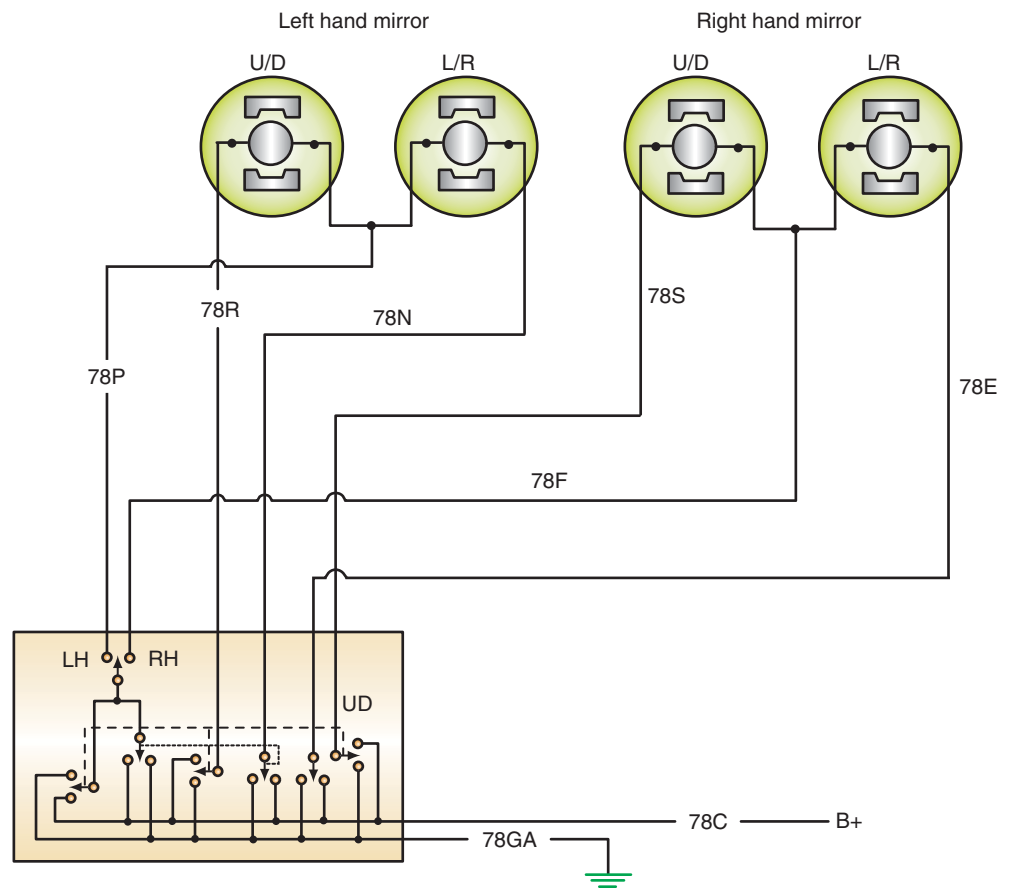 Left hand mirror
Right hand mirror
U/D
L/R
U/D
L/R
78R
78N
78S
78P
78E
78F
LH
RH
UD
78C
B+
78GA